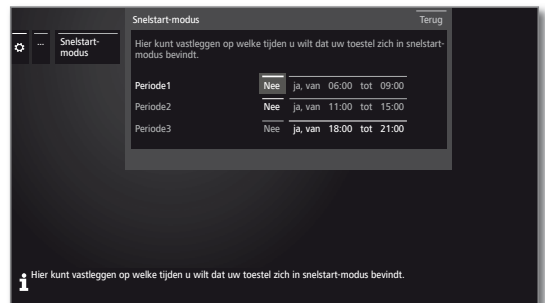 Snelstart-modus Terug
... Snelstart-
modus
Hier kunt vastleggen op welke tijden u wilt dat uw toestel zich in snelstart-
modus bevindt.
Periode1 Nee ja, van 06:00 tot 09:00
Periode2 Nee ja, van 11:00 tot 15:00
Periode3 Nee ja, van 18:00 tot 21:00
i Hier kunt vastleggen op welke tijden u wilt dat uw toestel zich in snelstart-modus bevindt.